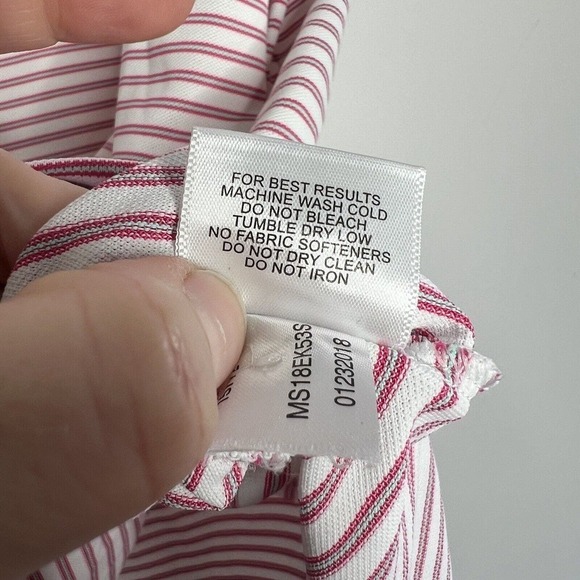 FOR BEST RESULTS
MACHINE WASH COLD
DO NOT BLEACH
TUMBLE DRY LOW
NO FABRIC SOFTENERS
DO NOT DRY CLEAN
DO NOT IRON
MS18EK53S
01232018